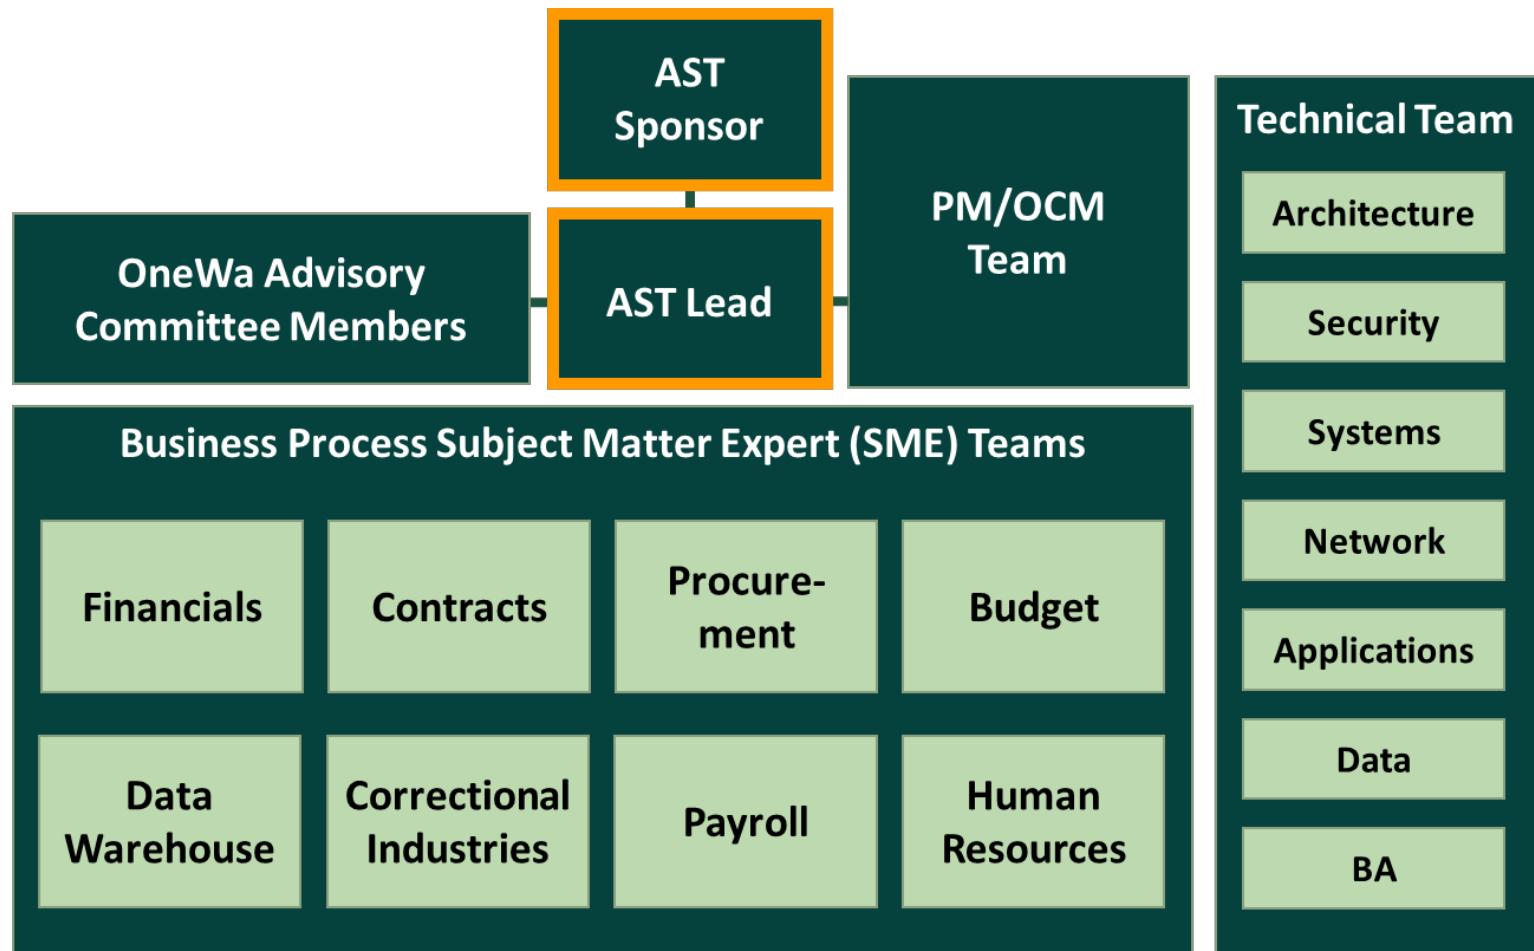 AST
Sponsor
OneWa Advisory
Committee Members
AST Lead
PM/OCM
Team
Business Process Subject Matter Expert (SME) Teams
Financials
Contracts
Procure-
ment
Budget
Data
Warehouse
Correctional
Industries
Payroll
Human
Resources
Technical Team
Architecture
Security
Systems
Network
Applications
Data
BA